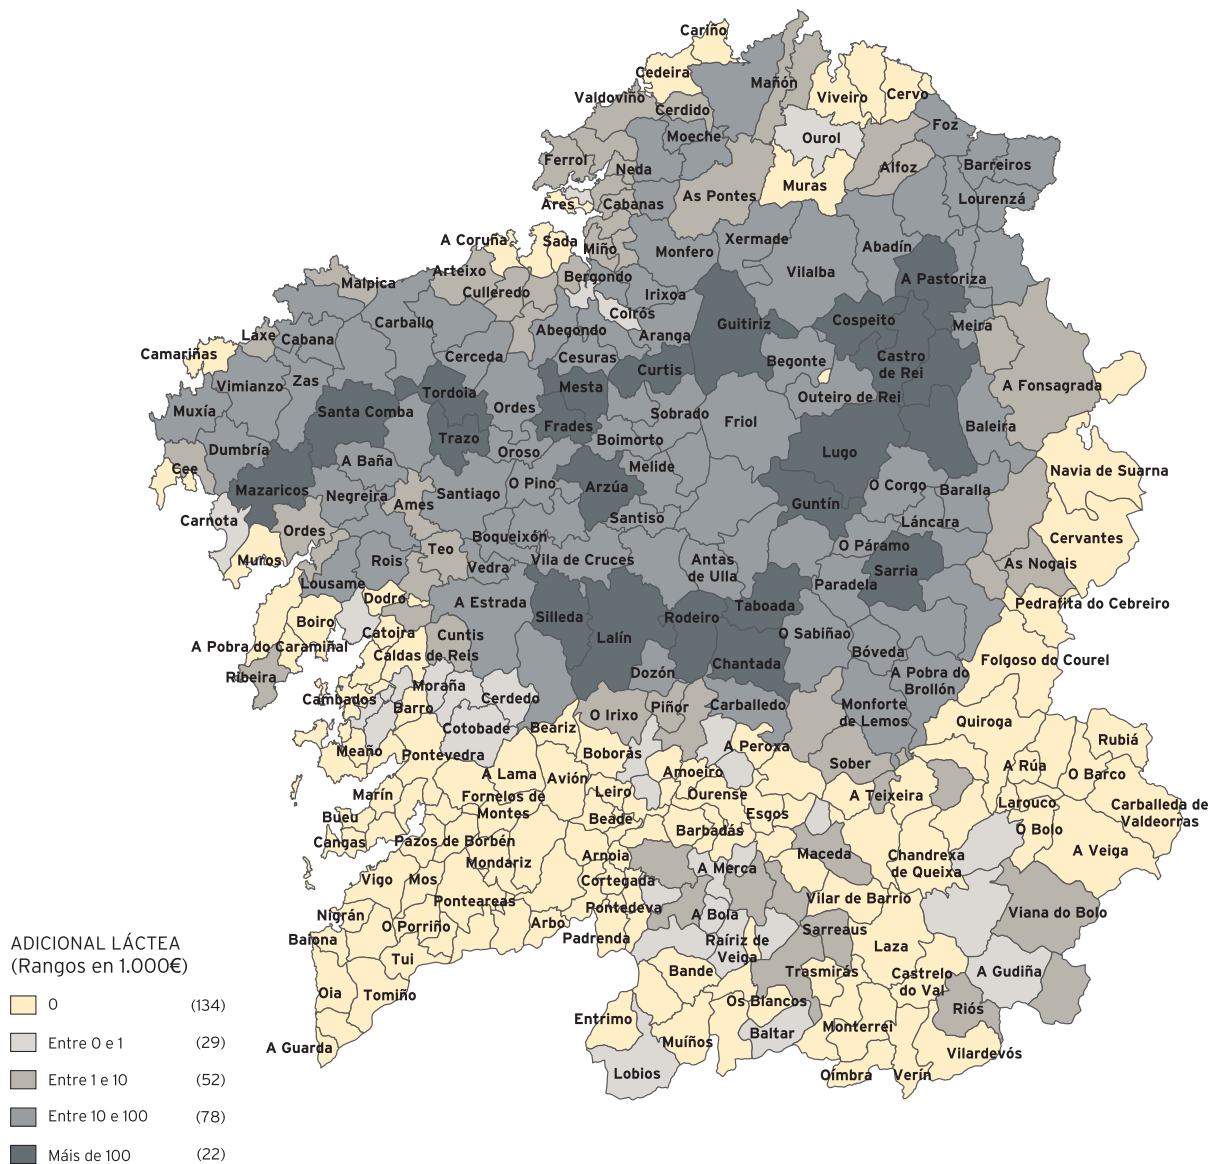 Cariño
Cedeira
Mañón
Valdoviño
Viveiro
Cervo
Cerdido
Foz
Moeche
Ourol
Ferrol
Neda
Alfoz
Barreiros
Muras
As Pontes
Ares
Cabanas
Lourenzá
A Coruña
Sada
Miño
Xermade
Abadín
Monfero
Arteixo
Bergondo
Vilalba
A Pastoriza
Malpica
Culleredo
Irixoa
Coirós
Carballo
Laxe
Cabana
Abegondo
Aranga
Guitiriz
Cospeito
Meira
Camariñas
Cerceda
Cesuras
Begonte
Castro
de Rei
Vimianzo
Zas
Tordoia
Mesta
Curtis
A Fonsagrada
Muxía
Santa Comba
Ordes
Sobrado
Friol
Outeiro de Rei
Baleira
Trazo
Frades
Boimorto
Dumbría
A Baña
Oroso
Lugo
Cee
Melide
Navia de Suarna
Mazaricos
Negreira
Santiago
O Pino
Arzúa
O Corgo
Baralla
Ames
Guntín
Carnota
Ordes
Santiso
Láncara
Muros
Rois
Teo
Boqueixón
O Páramo
Cervantes
Vedra
Vila de Cruces
Antas
de Ulla
Sarria
As Nogais
Lousame
Paradela
Dodro
A Estrada
Silleda
Rodeiro
Taboada
Pedrafita do Cebreiro
Boiro
Catoira
Cuntis
Lalín
O Sabiñao
A Pobra do Caramiñal
Caldas de Reis
Bóveda
Folgoso do Courel
Ribeira
Dozón
Chantada
A Pobra do
Brollón
Moraña
Cambados
Barro
Cerdedo
O Irixo
Piñor
Carballedo
Monforte
de Lemos
Quiroga
Cotobade
Beariz
Meaño
Pontevedra
Boborás
A Peroxa
Rubiá
A Lama
Avión
Amoeiro
Sober
A Rúa
O Barco
Marín
Fornelos de
Montes
Leiro
Ourense
A Teixeira
Larouco
Carballeda de
Valdeorras
Bueu
Beade
Barbadás
Esgos
O Bolo
Cangas
Pazos de Borbén
Mondariz
Arnoia
A Merca
Maceda
Chandrexa
de Queixa
A Veiga
Vigo
Mos
Cortegada
Ponteareas
Pontedeva
Vilar de Barrio
Nigrán
O Porriño
Arbo
A Bola
Viana do Bolo
Baiona
Padrenda
Raíriz de
Veiga
Sarreaus
Laza
Tui
Bande
Trasmirás
Castrelo
do Val
A Gudiña
Oia
Tomiño
Os Blancos
Riós
Entrimo
Baltar
Monterrei
A Guarda
Muíños
Vilardevós
Lobios
Oímbra
Verín
ADICIONAL LÁCTEA
(Rangos en 1.000€)
0 (134)
Entre 0 e 1 (29)
Entre 1 e 10 (52)
Entre 10 e 100 (78)
Máis de 100 (22)